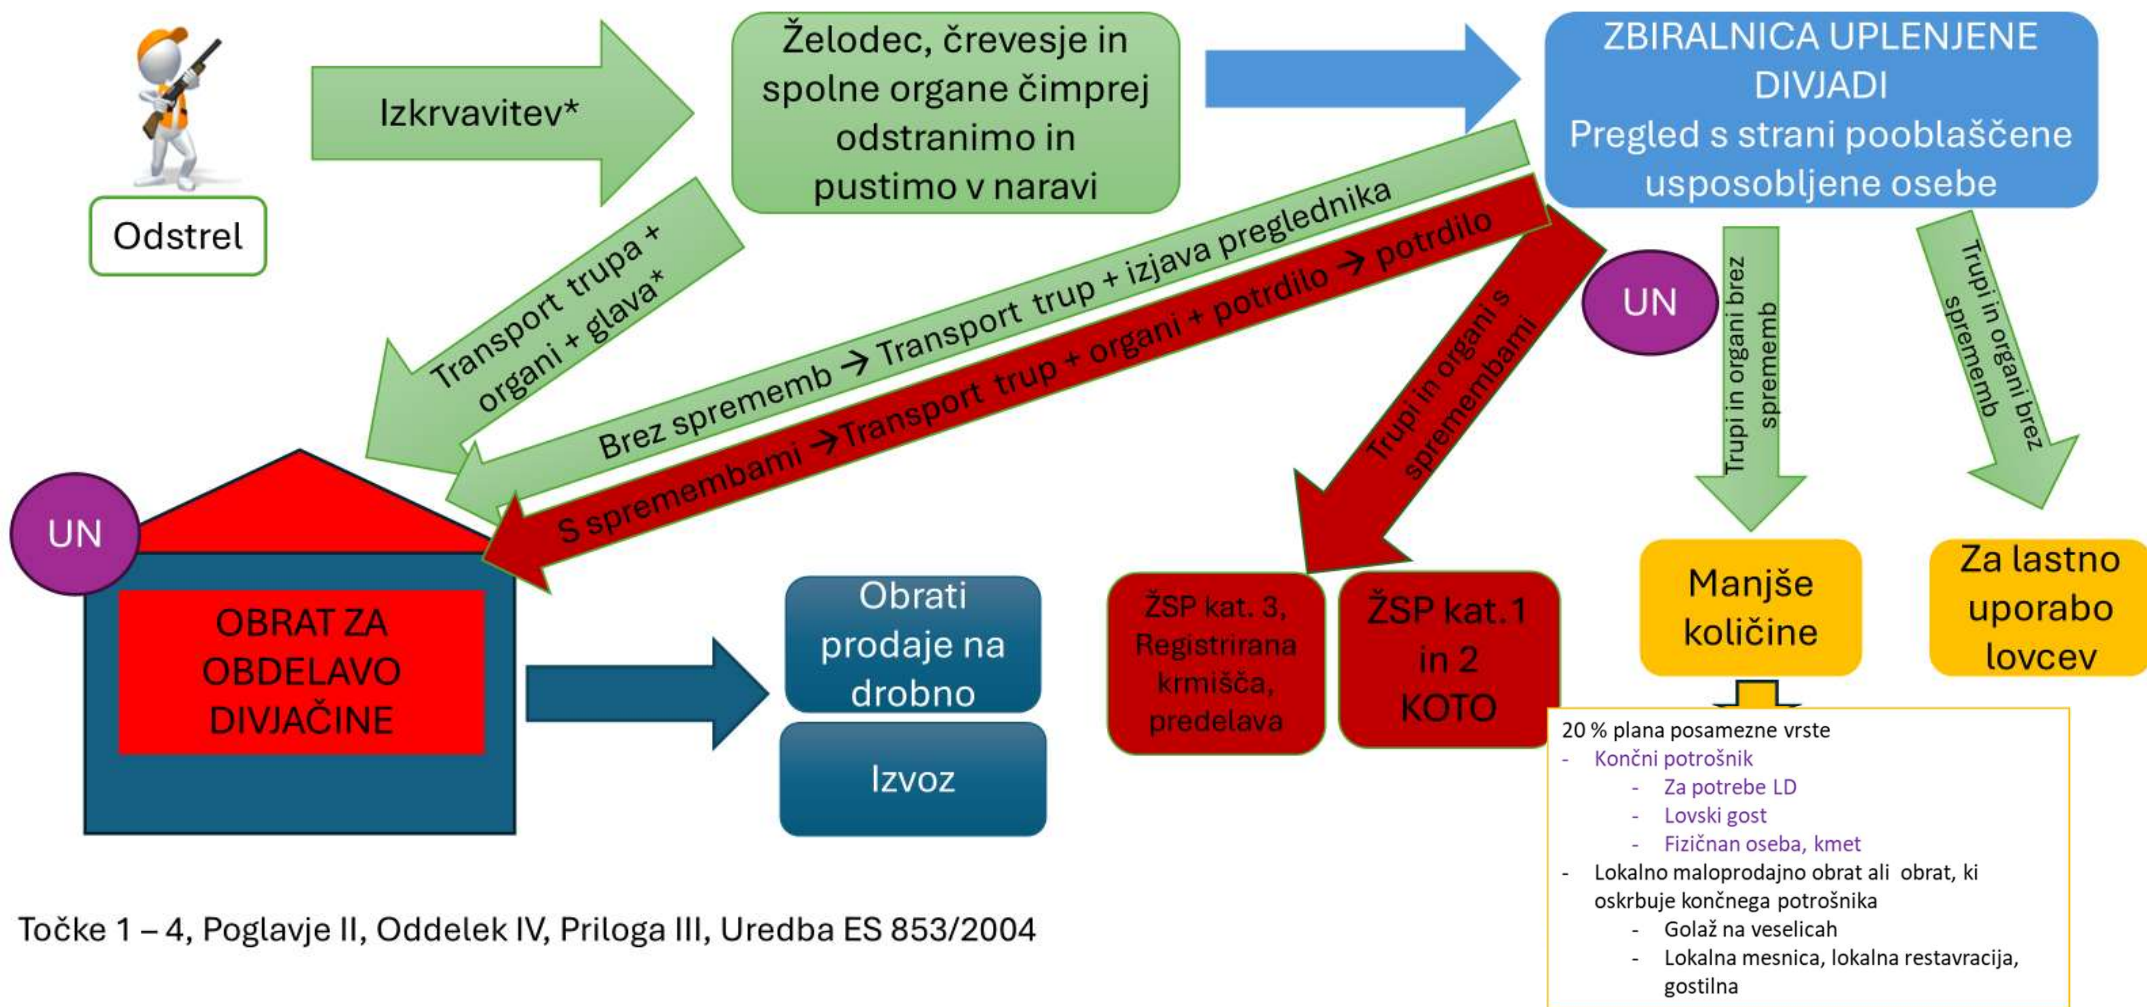 Odstrel
Izkrvavitev*
Želodec, črevesje in
spolne organe čimprej
odstranimo in
pustimo v naravi
ZBIRALNICA UPLENJENE
DIVJADI
Pregled s strani pooblaščene
usposobljene osebe
Transport trupa +
organi + glava*
Brez sprememb → Transport trup + izjava preglednika
S spremembami →Transport trup + organi + potrdilo → potrdilo
Trupi in organi s
spremembami
UN
Trupi in organi brez
sprememb
Trupi in organi brez
sprememb
UN
OBRAT ZA
OBDELAVO
DIVJAČINE
Obrati
prodaje na
drobno
Izvoz
ŽSP kat. 3,
Registrirana
krmišča,
predelava
ŽSP kat.1
in 2
KOTO
Manjše
količine
Za lastno
uporabo
lovcev
20 % plana posamezne vrste
- Končni potrošnik
- Za potrebe LD
- Lovski gost
- Fizičnan oseba, kmet
- Lokalno maloprodajno obrat ali obrat, ki
oskrbuje končnega potrošnika
- Golaž na veselicah
- Lokalna mesnica, lokalna restavracija,
gostilna
Točke 1 – 4, Poglavje II, Oddelek IV, Priloga III, Uredba ES 853/2004